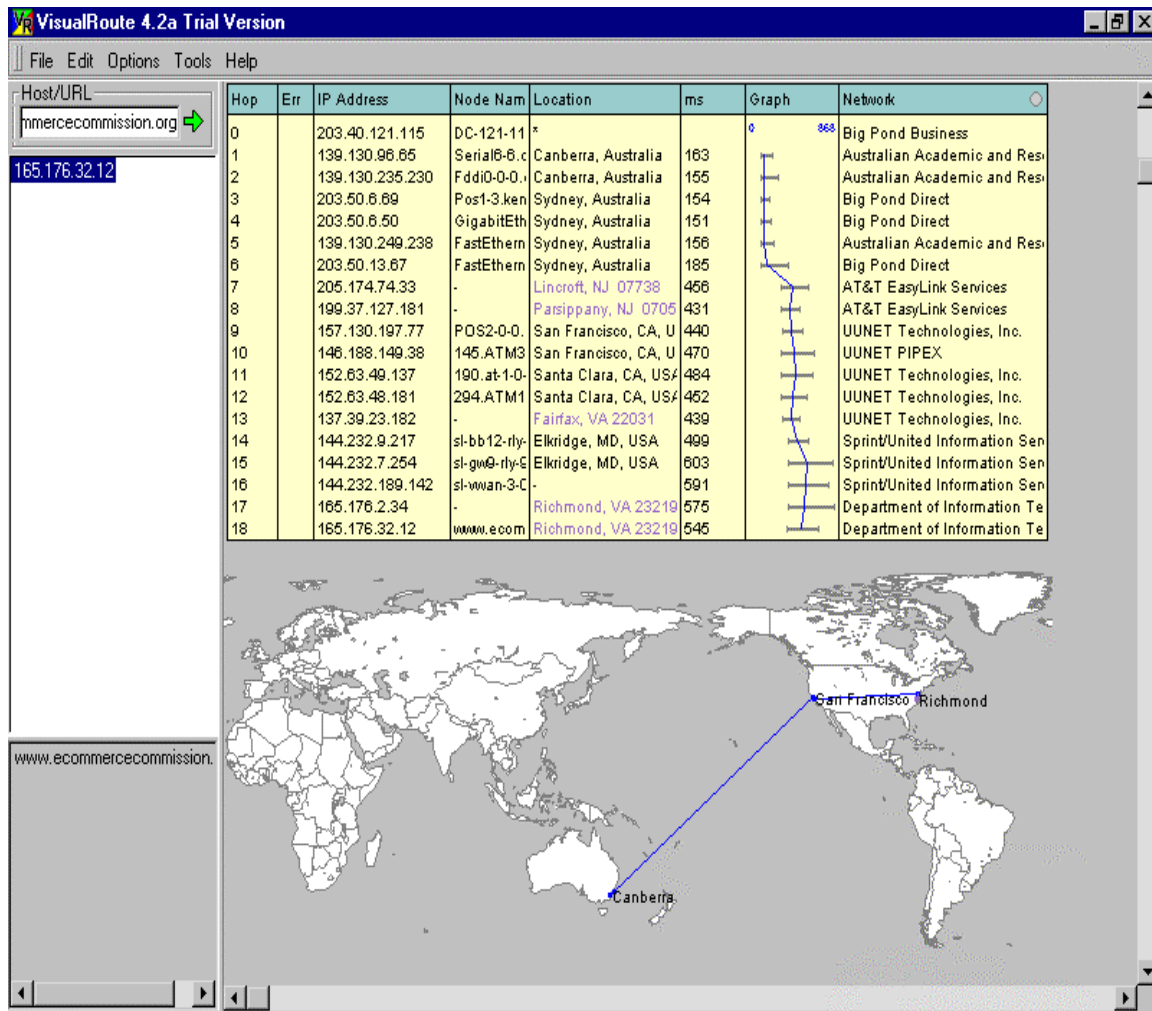 VisualRoute 4.2a Trial Version
File Edit Options Tools Help
Host/URL
mmercecommission.org
165.176.32.12
www.ecommercecommission.
Hop Err IP Address Node Nam Location ms Graph Network
0 203.40.121.115 DC-121-11 * 0 868 Big Pond Business
1 139.130.96.65 Serial6-6.c Canberra, Australia 163 Australian Academic and Res
2 139.130.235.230 Fddi0-0-0. Canberra, Australia 155 Australian Academic and Res
3 203.50.6.69 Pos1-3.ken Sydney, Australia 154 Big Pond Direct
4 203.50.6.50 GigabitEth Sydney, Australia 151 Big Pond Direct
5 139.130.249.238 FastEthern Sydney, Australia 156 Australian Academic and Res
6 203.50.13.67 FastEthern Sydney, Australia 185 Big Pond Direct
7 205.174.74.33 - Lincroft, NJ 07738 456 AT&T EasyLink Services
8 199.37.127.181 - Parsippany, NJ 0705 431 AT&T EasyLink Services
9 157.130.197.77 POS2-0-0. San Francisco, CA, U 440 UUNET Technologies, Inc.
10 146.188.149.38 145.ATM3 San Francisco, CA, U 470 UUNET PIPEX
11 152.63.49.137 190.at-1-0- Santa Clara, CA, USA 484 UUNET Technologies, Inc.
12 152.63.48.181 294.ATM1 Santa Clara, CA, USA 452 UUNET Technologies, Inc.
13 137.39.23.182 - Fairfax, VA 22031 439 UUNET Technologies, Inc.
14 144.232.9.217 sl-bb12-rly- Elkridge, MD, USA 499 Sprint/United Information Sen
15 144.232.7.254 sl-gw9-rly-9 Elkridge, MD, USA 603 Sprint/United Information Sen
16 144.232.189.142 sl-vwan-3-0 - 591 Sprint/United Information Sen
17 165.176.2.34 - Richmond, VA 23219 575 Department of Information Te
18 165.176.32.12 www.ecom Richmond, VA 23219 545 Department of Information Te
San Francisco
Richmond
Canberra